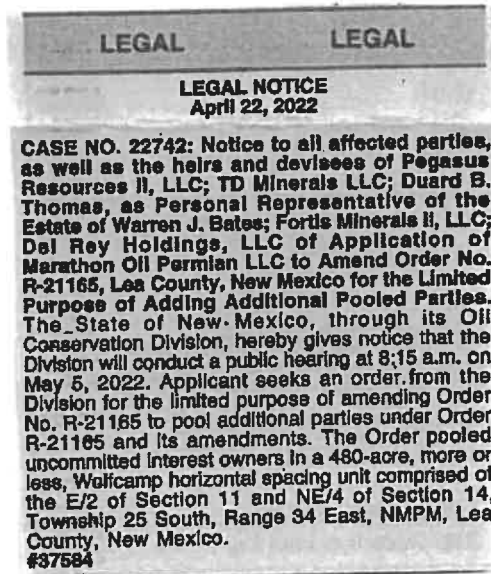 LEGAL LEGAL
LEGAL NOTICE
April 22, 2022
CASE NO. 22742: Notice to all affected parties,
as well as the heirs and devisees of Pegasus
Resources II, LLC; TD Minerals LLC; Duard B.
Thomas, as Personal Representative of the
Estate of Warren J. Bates; Fortis Minerals II, LLC;
Del Rey Holdings, LLC of Application of
Marathon Oil Permian LLC to Amend Order No.
R-21165, Lea County, New Mexico for the Limited
Purpose of Adding Additional Pooled Parties.
The State of New Mexico, through its Oil
Conservation Division, hereby gives notice that the
Division will conduct a public hearing at 8:15 a.m. on
May 5, 2022. Applicant seeks an order from the
Division for the limited purpose of amending Order
No. R-21165 to pool additional parties under Order
R-21165 and its amendments. The Order pooled
uncommitted interest owners in a 480-acre, more or
less, Wolfcamp horizontal spacing unit comprised of
the E/2 of Section 11 and NE/4 of Section 14,
Township 25 South, Range 34 East, NMPM, Lea
County, New Mexico.
#37584